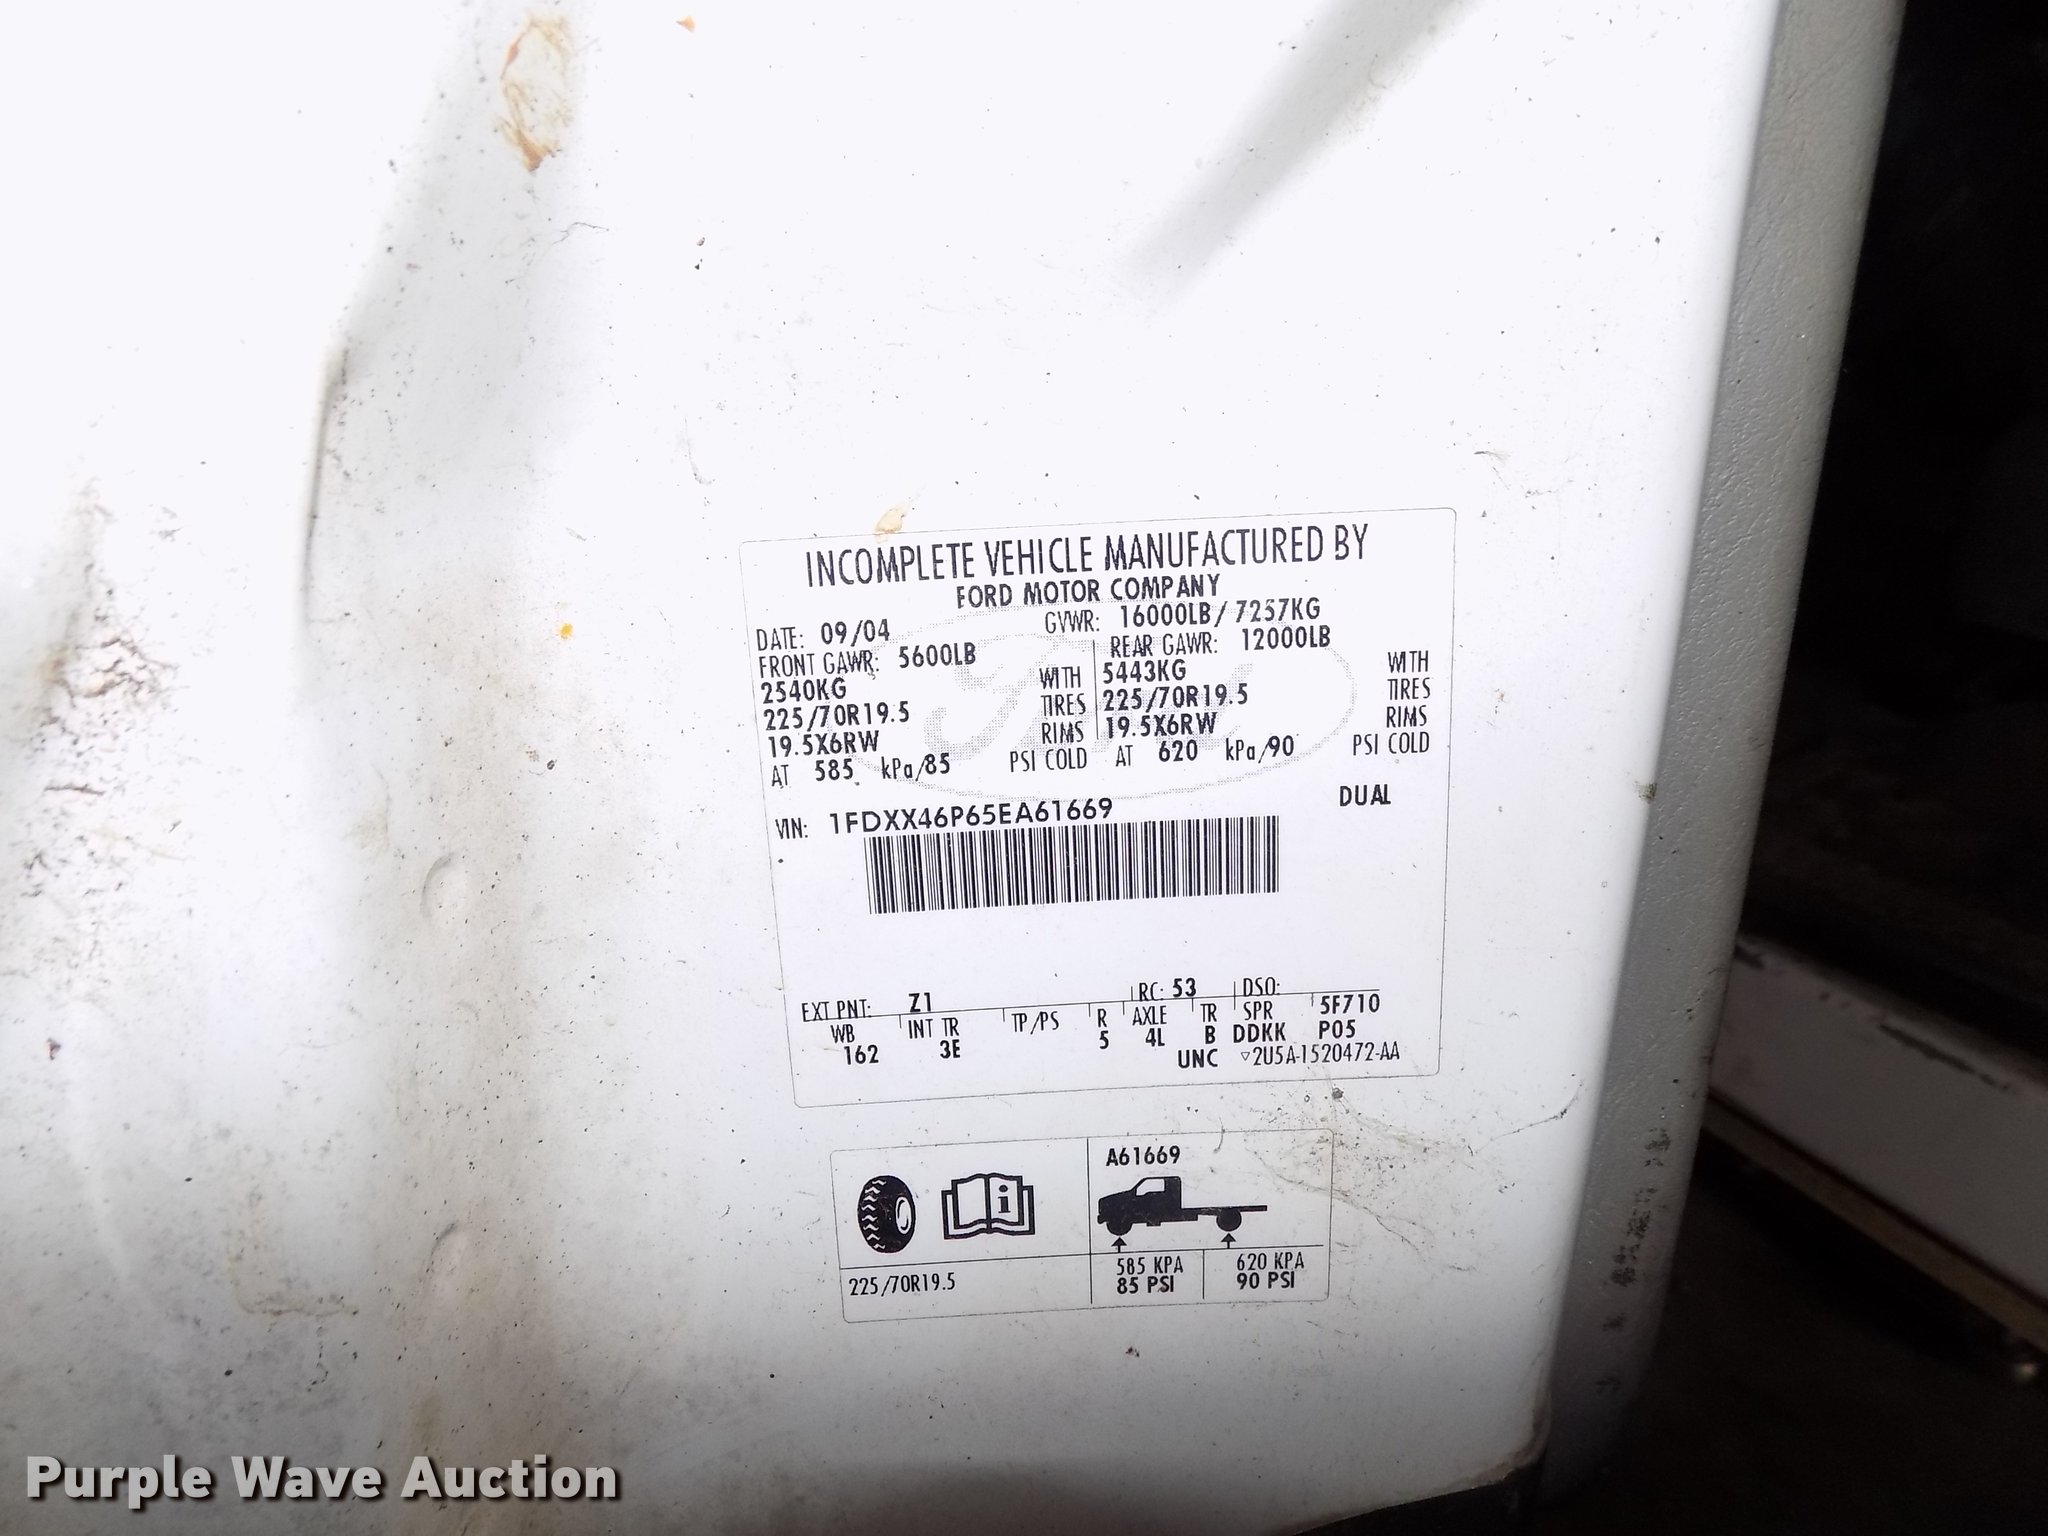 INCOMPLETE VEHICLE MANUFACTURED BY
FORD MOTOR COMPANY
DATE: 09/04 GVWR: 16000LB/ 7257KG
FRONT GAWR: 5600LB REAR GAWR: 12000LB
2540KG WITH 5443KG WITH
225/70R19.5 TIRES 225/70R19.5 TIRES
19.5X6RW RIMS 19.5X6RW RIMS
AT 585 kPa/85 PSI COLD AT 620 kPa/90 PSI COLD
VIN: 1FDXX46P65EA61669 DUAL
EXT PNT: Z1 RC: 53 DSO:
WB INT TR TP/PS R AXLE TR SPR 5F710
162 3E 5 4L B DDKK P05
UNC ▽2U5A-1520472-AA
A61669
i
225/70R19.5
585 KPA 620 KPA
85 PSI 90 PSI
Purple Wave Auction